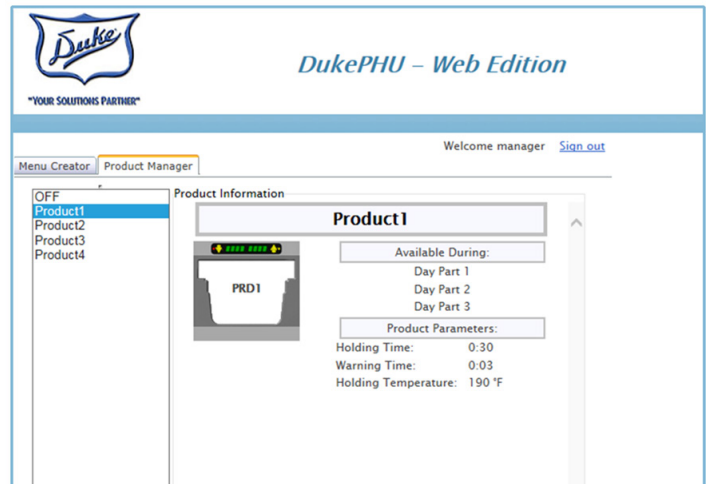 Duke
"YOUR SOLUTIONS PARTNER"
DukePHU – Web Edition
Welcome manager Sign out
Menu Creator Product Manager
OFF
Product1
Product2
Product3
Product4
Product Information
Product1
PRD1
Available During:
Day Part 1
Day Part 2
Day Part 3
Product Parameters:
Holding Time: 0:30
Warning Time: 0:03
Holding Temperature: 190 °F